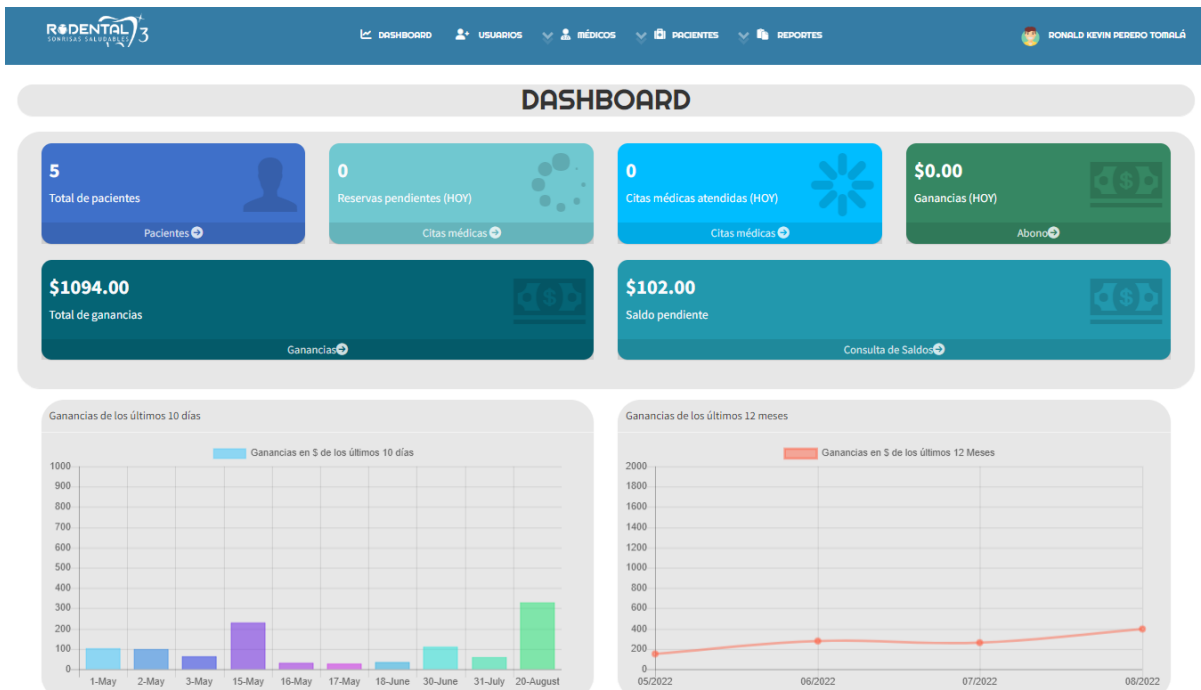 RODENTAL 3
SONRISAS SALUDABLES
DASHBOARD USUARIOS MÉDICOS PACIENTES REPORTES RONALD KEVIN PERERO TOMALÁ
DASHBOARD
5
Total de pacientes
Pacientes
0
Reservas pendientes (HOY)
Citas médicas
0
Citas médicas atendidas (HOY)
Citas médicas
$0.00
Ganancias (HOY)
Abono
$1094.00
Total de ganancias
Ganancias
$102.00
Saldo pendiente
Consulta de Saldos
Ganancias de los últimos 10 días
Ganancias en $ de los últimos 10 días
1000
900
800
700
600
500
400
300
200
100
0
1-May 2-May 3-May 15-May 16-May 17-May 18-June 30-June 31-July 20-August
Ganancias de los últimos 12 meses
Ganancias en $ de los últimos 12 Meses
2000
1800
1600
1400
1200
1000
800
600
400
200
0
05/2022 06/2022 07/2022 08/2022